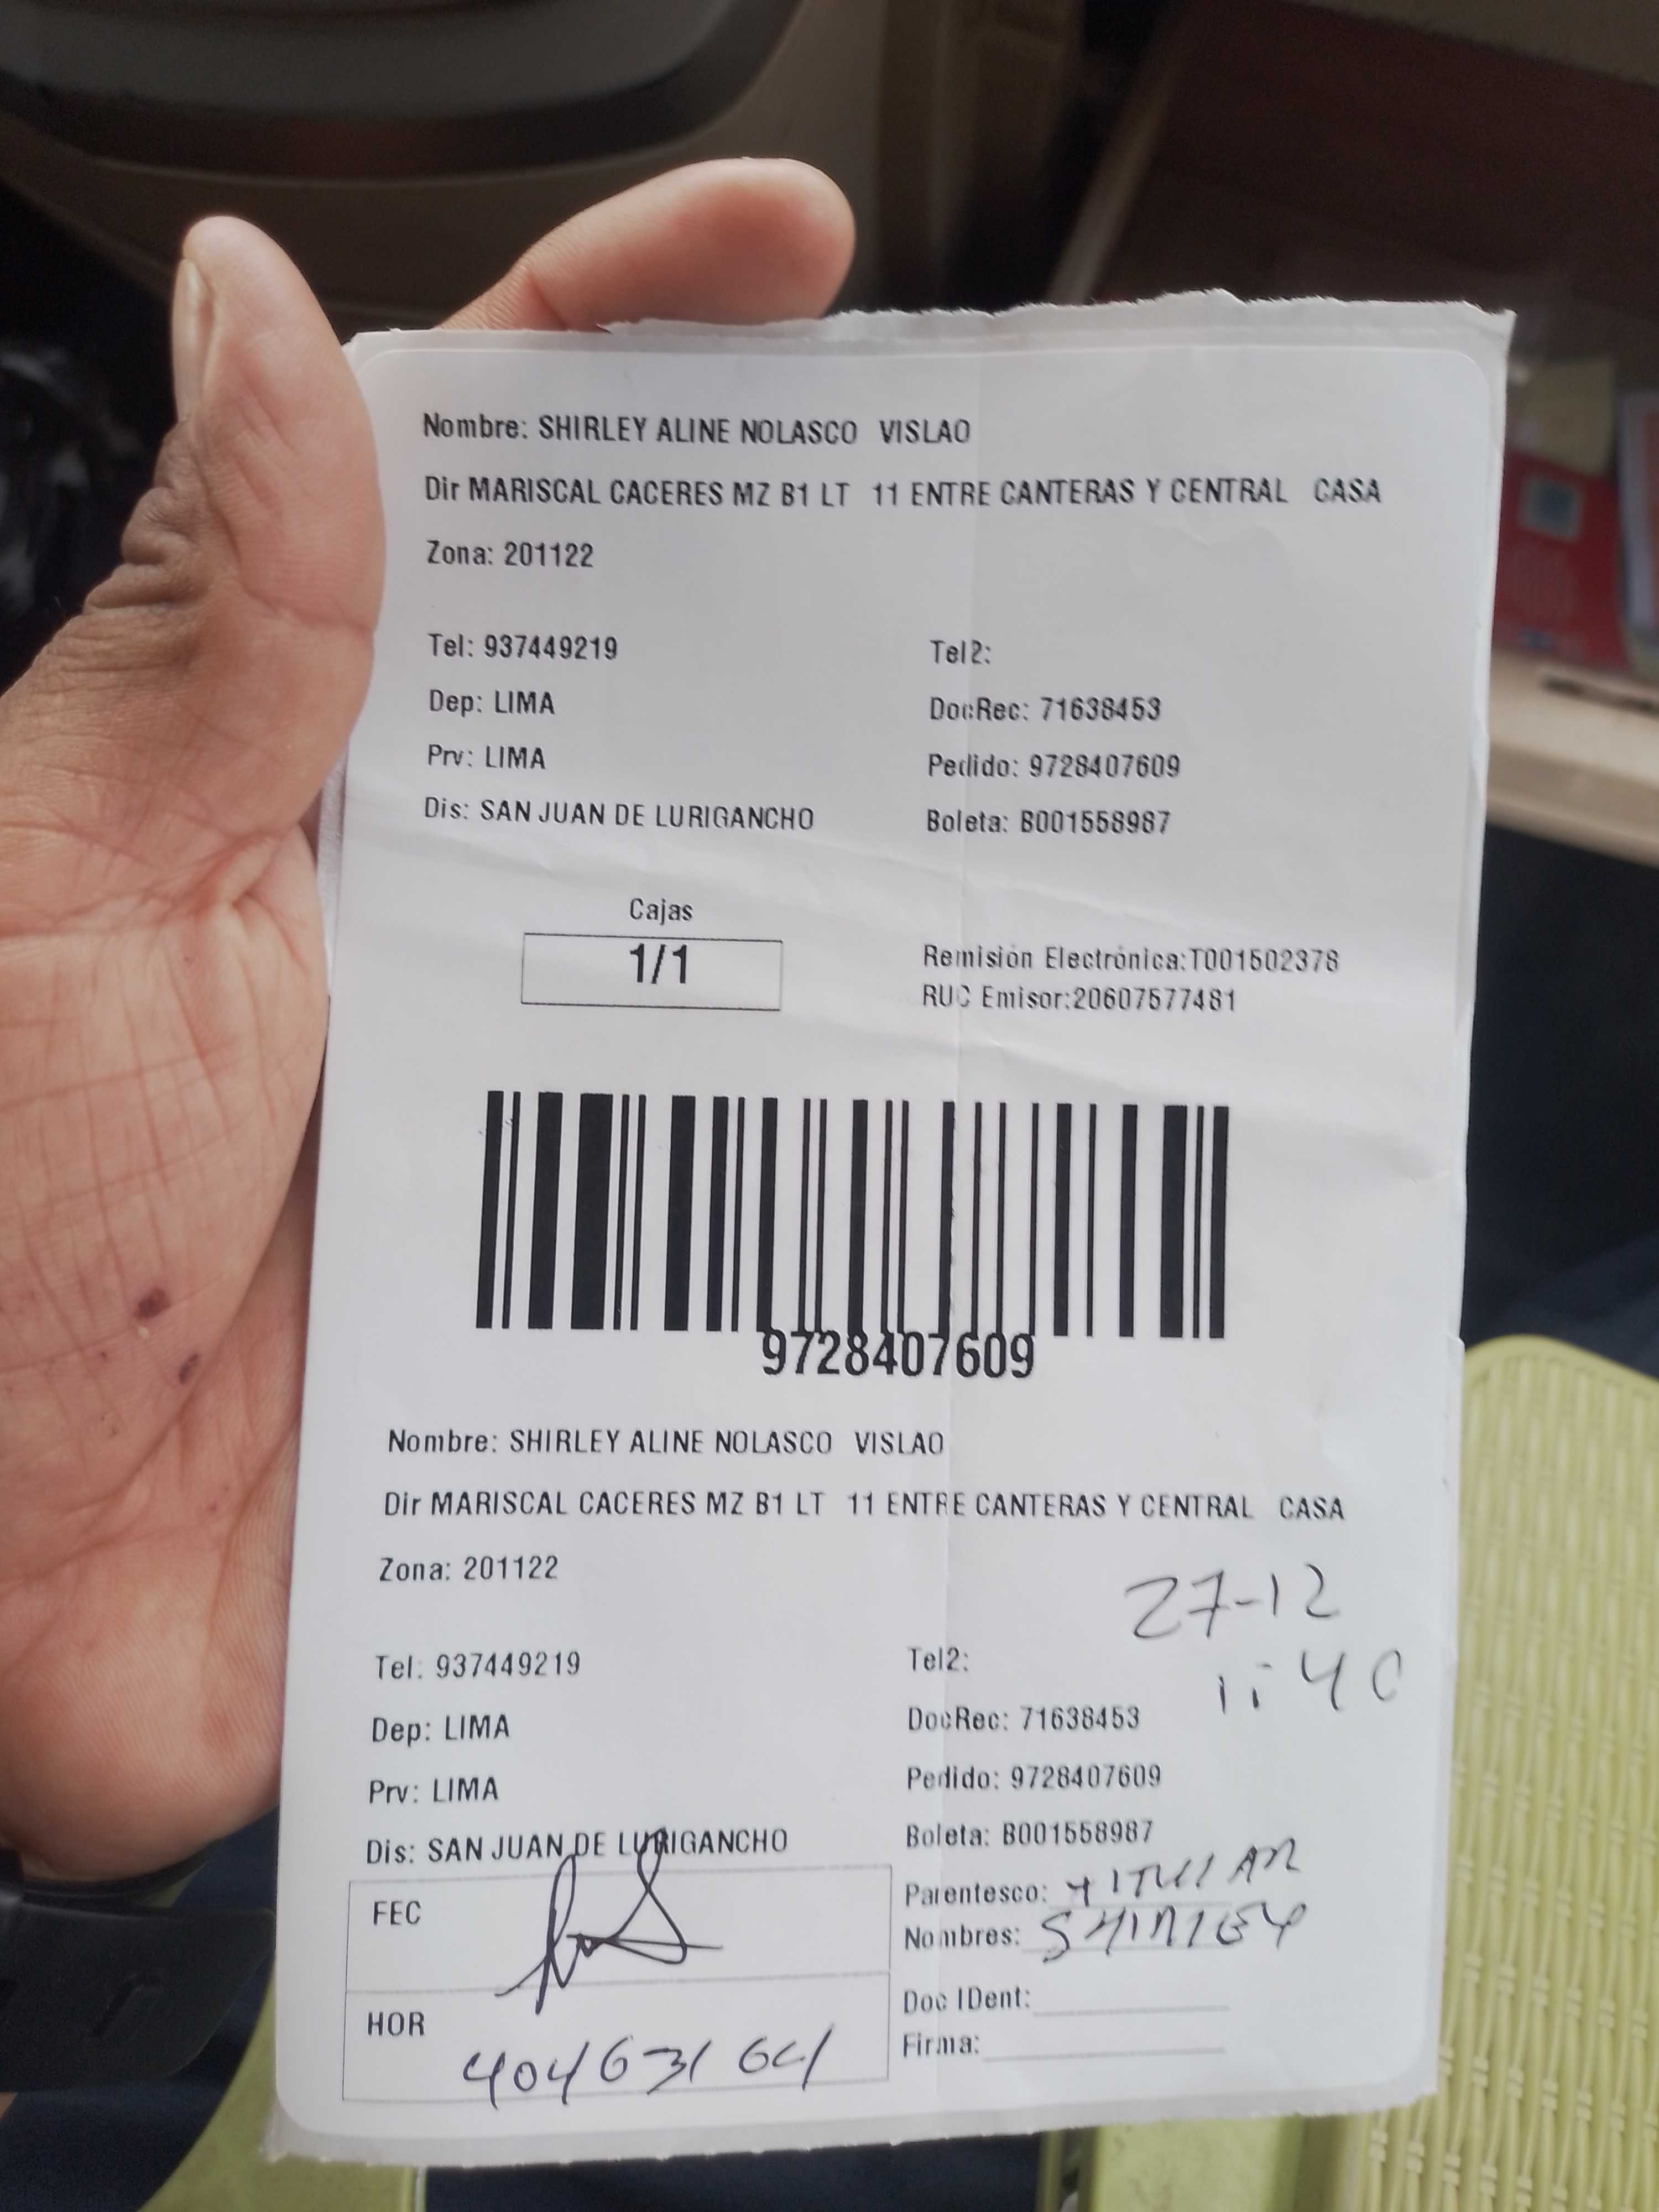 Nombre: SHIRLEY ALINE NOLASCO VISLAO
Dir MARISCAL CACERES MZ B1 LT 11 ENTRE CANTERAS Y CENTRAL CASA
Zona: 201122
Tel: 937449219 Tel2:
Dep: LIMA DocRec: 71638453
Prv: LIMA Pedido: 9728407609
Dis: SAN JUAN DE LURIGANCHO Boleta: B001558987
Cajas
1/1
Remisión Electrónica:T001502378
RUC Emisor:20607577481
9728407609
Nombre: SHIRLEY ALINE NOLASCO VISLAO
Dir MARISCAL CACERES MZ B1 LT 11 ENTRE CANTERAS Y CENTRAL CASA
Zona: 201122
27-12
1:40
Tel: 937449219 Tel2:
Dep: LIMA DocRec: 71638453
Prv: LIMA Pedido: 9728407609
Dis: SAN JUAN DE LURIGANCHO Boleta: B001558987
FEC
Parentesco: TITULAR
Nombres: SHIRLEY
HOR
Doc IDent:
Firma: